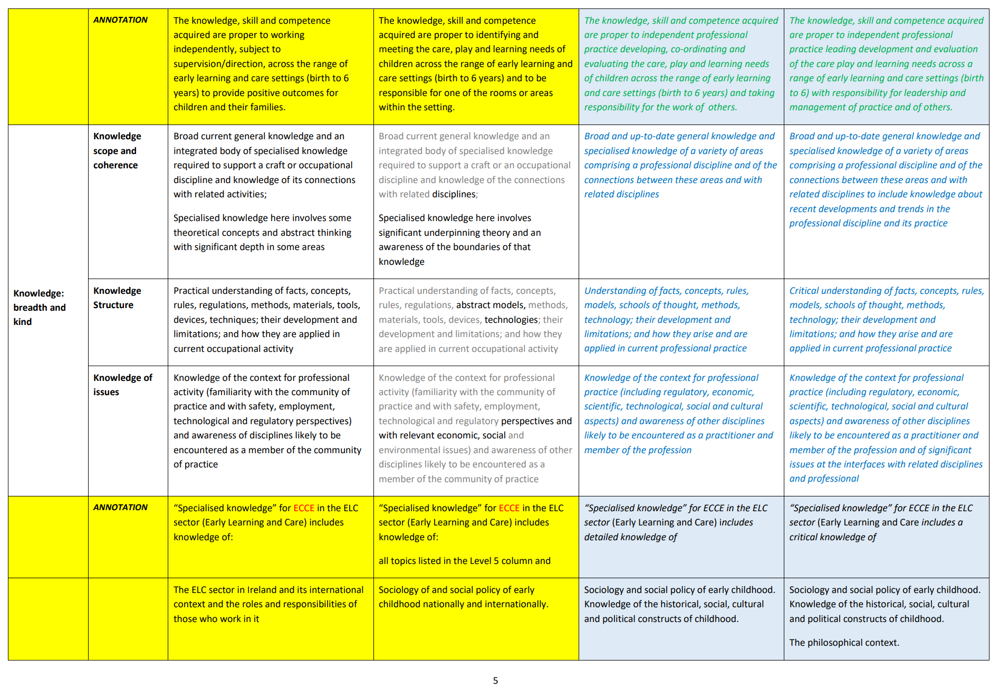 ANNOTATION
The knowledge, skill and competence
acquired are proper to working
independently, subject to
supervision/direction, across the range of
early learning and care settings (birth to 6
years) to provide positive outcomes for
children and their families.
The knowledge, skill and competence
acquired are proper to identifying and
meeting the care, play and learning needs of
children across the range of early learning and
care settings (birth to 6 years) and to be
responsible for one of the rooms or areas
within the setting.
The knowledge, skill and competence acquired
are proper to independent professional
practice developing, co-ordinating and
evaluating the care, play and learning needs
of children across the range of early learning
and care settings (birth to 6 years) and taking
responsibility for the work of others.
The knowledge, skill and competence acquired
are proper to independent professional
practice leading development and evaluation
of the care play and learning needs across a
range of early learning and care settings (birth
to 6) with responsibility for leadership and
management of practice and of others.
Knowledge:
breadth and
kind
Knowledge
scope and
coherence
Broad current general knowledge and an
integrated body of specialised knowledge
required to support a craft or occupational
discipline and knowledge of its connections
with related activities;
Specialised knowledge here involves some
theoretical concepts and abstract thinking
with significant depth in some areas
Broad current general knowledge and an
integrated body of specialised knowledge
required to support a craft or an occupational
discipline and knowledge of the connections
with related disciplines;
Specialised knowledge here involves
significant underpinning theory and an
awareness of the boundaries of that
knowledge
Broad and up-to-date general knowledge and
specialised knowledge of a variety of areas
comprising a professional discipline and of the
connections between these areas and with
related disciplines
Broad and up-to-date general knowledge and
specialised knowledge of a variety of areas
comprising a professional discipline and of the
connections between these areas and with
related disciplines to include knowledge about
recent developments and trends in the
professional discipline and its practice
Knowledge
Structure
Practical understanding of facts, concepts,
rules, regulations, methods, materials, tools,
devices, techniques; their development and
limitations; and how they are applied in
current occupational activity
Practical understanding of facts, concepts,
rules, regulations, abstract models, methods,
materials, tools, devices, technologies; their
development and limitations; and how they
are applied in current occupational activity
Understanding of facts, concepts, rules,
models, schools of thought, methods,
technology; their development and
limitations; and how they arise and are
applied in current professional practice
Critical understanding of facts, concepts, rules,
models, schools of thought, methods,
technology; their development and
limitations; and how they arise and are
applied in current professional practice
Knowledge of
issues
Knowledge of the context for professional
activity (familiarity with the community of
practice and with safety, employment,
technological and regulatory perspectives)
and awareness of disciplines likely to be
encountered as a member of the community
of practice
Knowledge of the context for professional
activity (familiarity with the community of
practice and with safety, employment,
technological and regulatory perspectives and
with relevant economic, social and
environmental issues) and awareness of other
disciplines likely to be encountered as a
member of the community of practice
Knowledge of the context for professional
practice (including regulatory, economic,
scientific, technological, social and cultural
aspects) and awareness of other disciplines
likely to be encountered as a practitioner and
member of the profession
Knowledge of the context for professional
practice (including regulatory, economic,
scientific, technological, social and cultural
aspects) and awareness of other disciplines
likely to be encountered as a practitioner and
member of the profession and of significant
issues at the interfaces with related disciplines
and professional
ANNOTATION
“Specialised knowledge” for ECCE in the ELC
sector (Early Learning and Care) includes
knowledge of:
“Specialised knowledge” for ECCE in the ELC
sector (Early Learning and Care) includes
knowledge of:
all topics listed in the Level 5 column and
“Specialised knowledge” for ECCE in the ELC
sector (Early Learning and Care) includes
detailed knowledge of
“Specialised knowledge” for ECCE in the ELC
sector (Early Learning and Care includes a
critical knowledge of
The ELC sector in Ireland and its international
context and the roles and responsibilities of
those who work in it
Sociology of and social policy of early
childhood nationally and internationally.
Sociology and social policy of early childhood.
Knowledge of the historical, social, cultural
and political constructs of childhood.
Sociology and social policy of early childhood.
Knowledge of the historical, social, cultural
and political constructs of childhood.
The philosophical context.
5